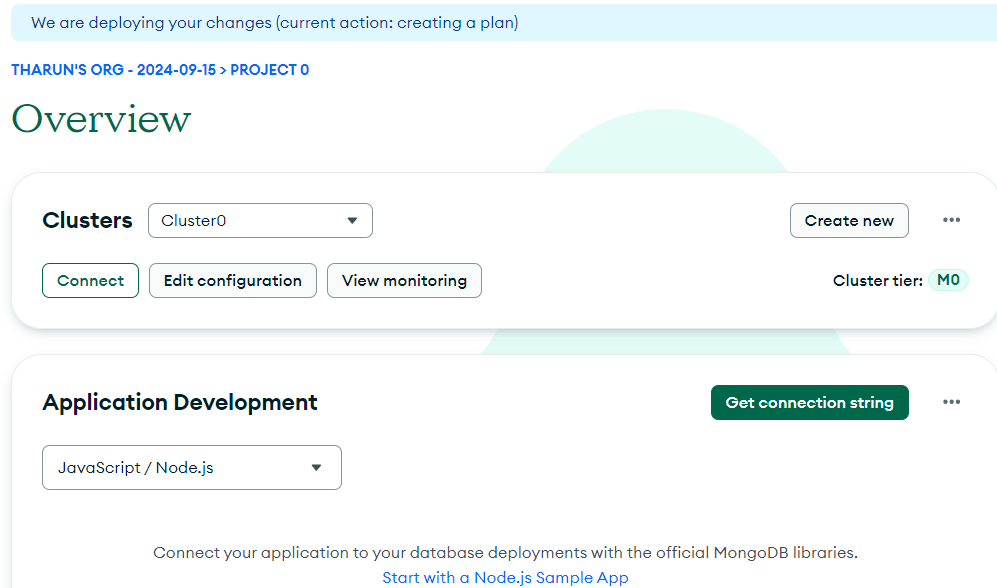 We are deploying your changes (current action: creating a plan)
THARUN'S ORG - 2024-09-15 > PROJECT 0
Overview
Clusters
Cluster0
Create new
Connect
Edit configuration
View monitoring
Cluster tier: M0
Application Development
Get connection string
JavaScript / Node.js
Connect your application to your database deployments with the official MongoDB libraries.
Start with a Node.js Sample App